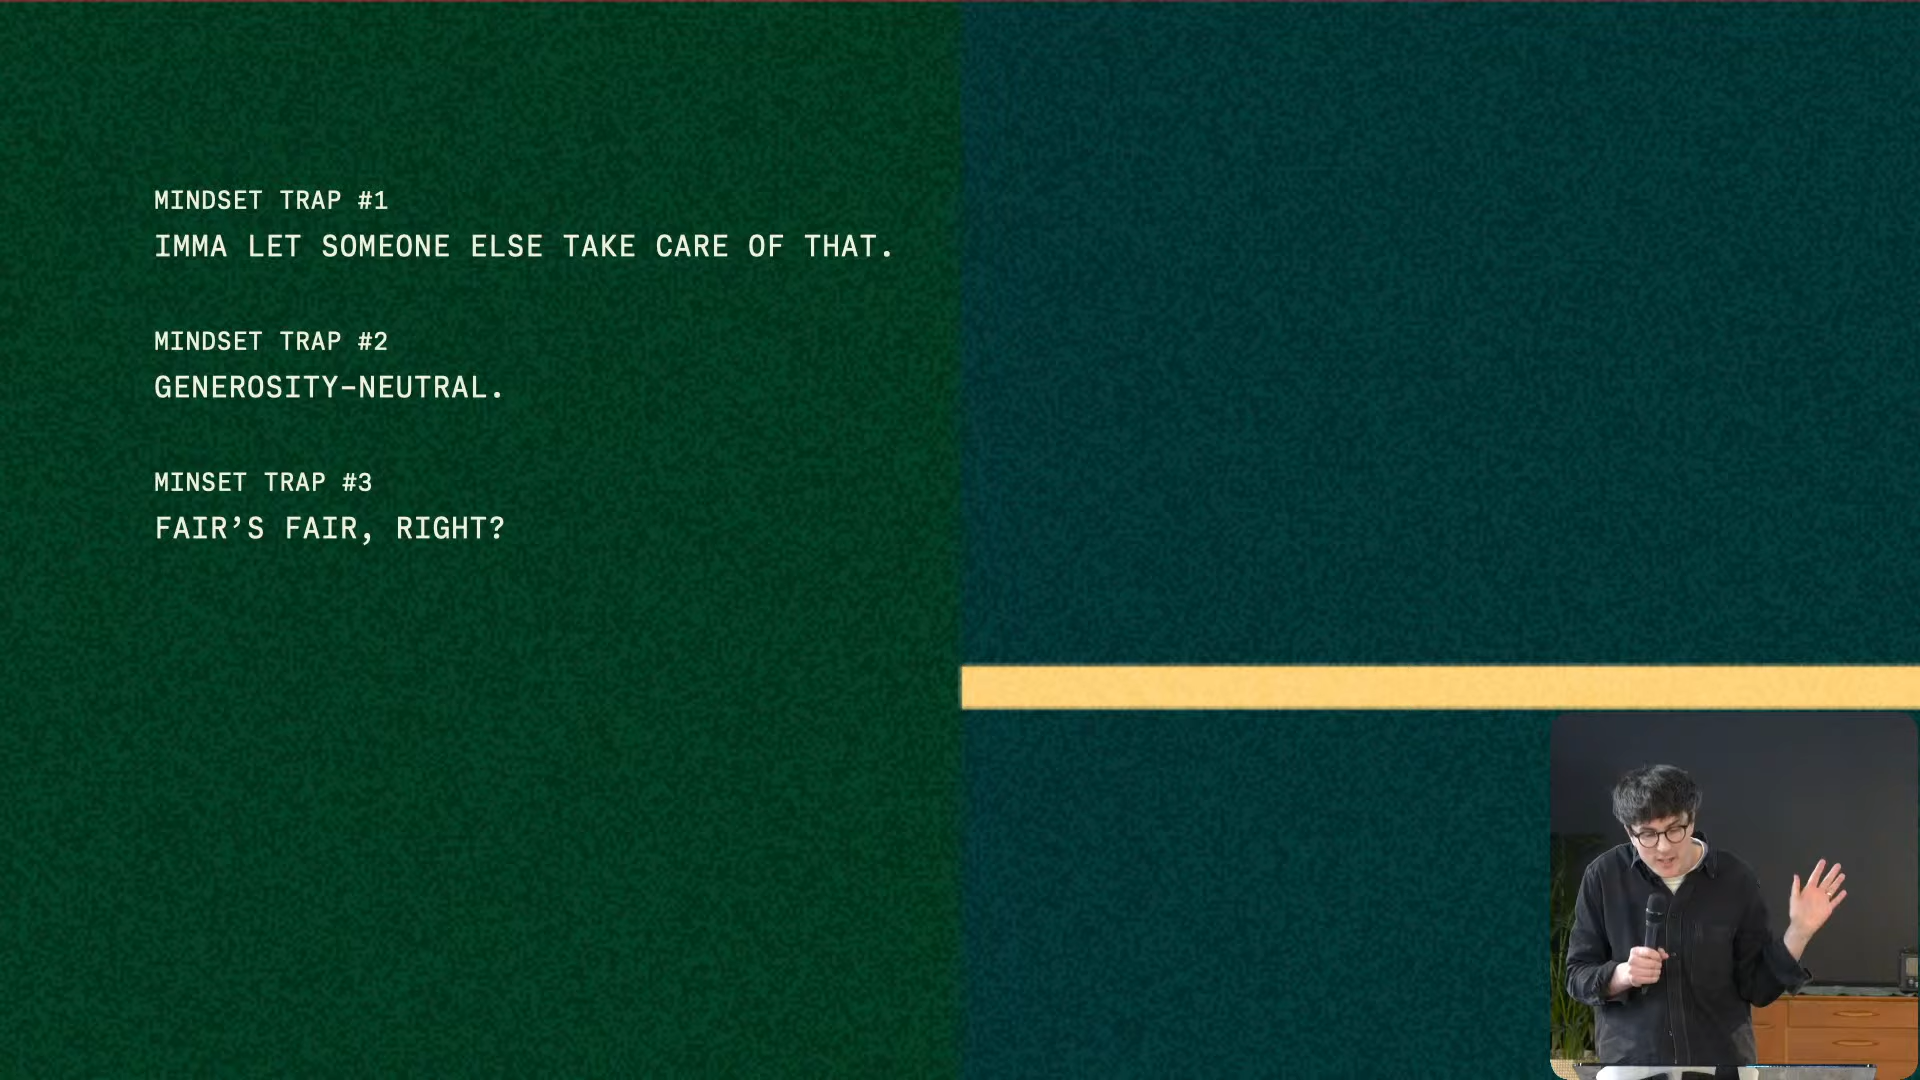 MINDSET TRAP #1
IMMA LET SOMEONE ELSE TAKE CARE OF THAT.
MINDSET TRAP #2
GENEROSITY-NEUTRAL.
MINSET TRAP #3
FAIR’S FAIR, RIGHT?